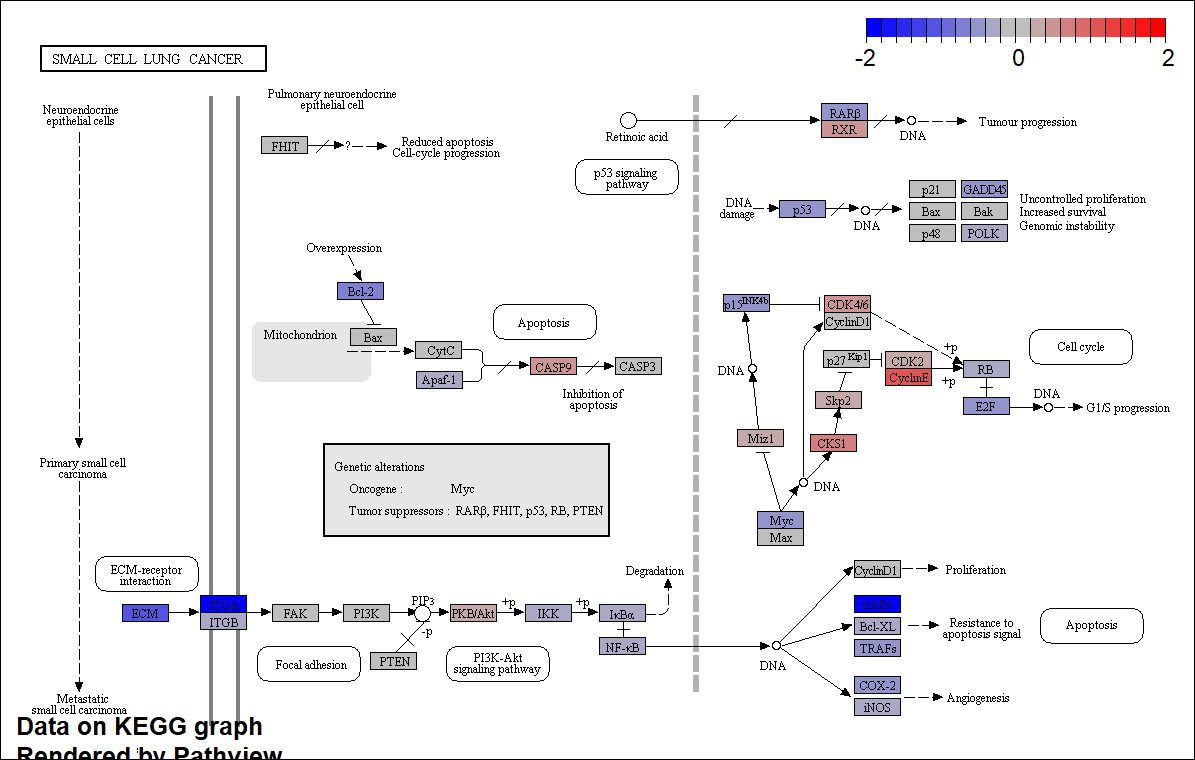 -2
0
2
SMALL CELL LUNG CANCER
Neuroendocrine
epithelial cells
Pulmonary neuroendocrine
epithelial cell
FHIT
?
Reduced apoptosis
Cell-cycle progression
Retinoic acid
RARβ
RXR
DNA
Tumour progression
p53 signaling
pathway
DNA
damage
p53
DNA
p21
GADD45
Bax
Bak
p48
POLK
Uncontrolled proliferation
Increased survival
Genomic instability
Overexpression
Bcl-2
Mitochondrion
Bax
CytC
Apaf-1
Apoptosis
CASP9
CASP3
Inhibition of
apoptosis
p15INK4b
CDK4/6
CyclinD1
p27Kip1
CDK2
CyclinE
+p
+p
RB
E2F
Cell cycle
DNA
G1/S progression
DNA
Skp2
Miz1
CKS1
DNA
Myc
Max
Primary small cell
carcinoma
Genetic alterations
Oncogene : Myc
Tumor suppressors : RARβ, FHIT, p53, RB, PTEN
ECM-receptor
interaction
ECM
ITGA
ITGB
FAK
PI3K
PIP3
-p
PTEN
PKB/Akt
+p
IKK
+p
IκBα
NF-κB
Degradation
Focal adhesion
PI3K-Akt
signaling pathway
DNA
CyclinD1
Proliferation
cIAPs
Bcl-XL
TRAFs
Resistance to
apoptosis signal
Apoptosis
COX-2
iNOS
Angiogenesis
Metastatic
small cell carcinoma
Data on KEGG graph
Rendered by Pathview